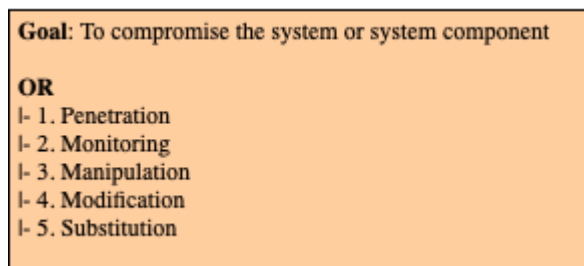 Goal: To compromise the system or system component
OR
|- 1. Penetration
|- 2. Monitoring
|- 3. Manipulation
|- 4. Modification
|- 5. Substitution